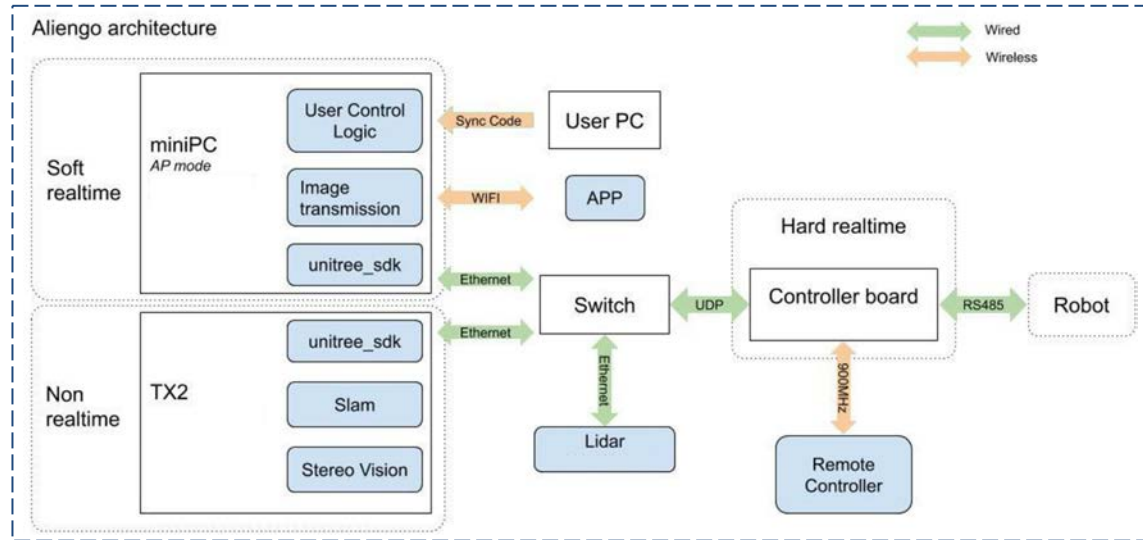 Aliengo architecture
Wired
Wireless
Soft
realtime
miniPC
AP mode
User Control
Logic
Image
transmission
unitree_sdk
Sync Code
User PC
WIFI
APP
Ethernet
Hard realtime
Switch
UDP
Controller board
RS485
Robot
Non
realtime
TX2
unitree_sdk
Slam
Stereo Vision
Ethernet
Ethernet
Lidar
900MHz
Remote
Controller